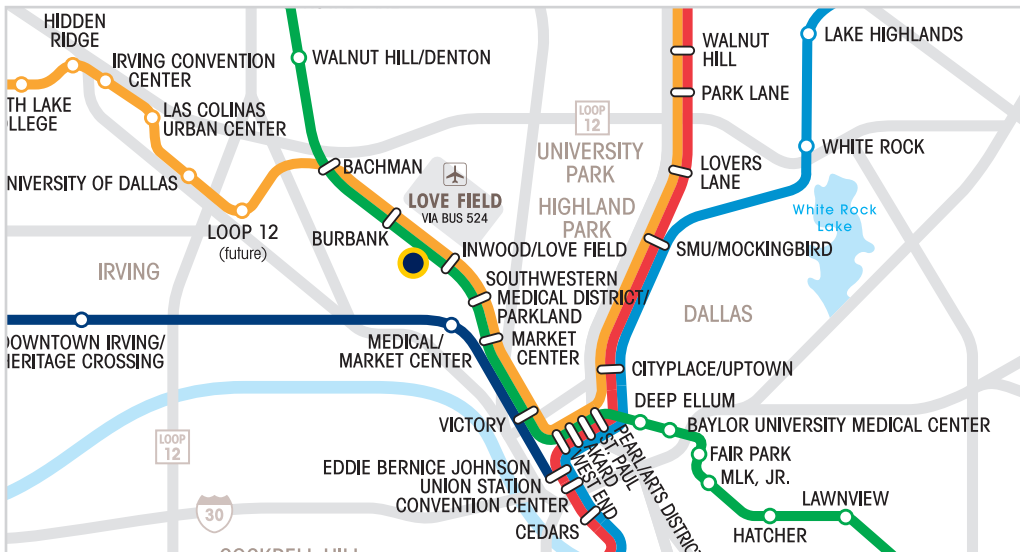 HIDDEN
RIDGE
IRVING CONVENTION
CENTER
WALNUT HILL/DENTON
TH LAKE
LLEGE
LAS COLINAS
URBAN CENTER
NIVERSITY OF DALLAS
LOOP 12
(future)
BACHMAN
LOVE FIELD
VIA BUS 524
BURBANK
INWOOD/LOVE FIELD
SOUTHWESTERN
MEDICAL DISTRICT/
PARKLAND
MARKET
CENTER
IRVING
OWNTOWN IRVING/
HERITAGE CROSSING
MEDICAL/
MARKET CENTER
VICTORY
LOOP
12
UNIVERSITY
PARK
HIGHLAND
PARK
WALNUT
HILL
PARK LANE
LOVERS
LANE
LAKE HIGHLANDS
WHITE ROCK
White Rock
Lake
SMU/MOCKINGBIRD
DALLAS
CITYPLACE/UPTOWN
DEEP ELLUM
BAYLOR UNIVERSITY MEDICAL CENTER
FAIR PARK
MLK, JR.
LAWNVIEW
HATCHER
PEARL/ARTS DISTRICT
ST. PAUL
AKARD
WEST END
EDDIE BERNICE JOHNSON
UNION STATION
CONVENTION CENTER
CEDARS
LOOP
12
30
COCKRELL HILL